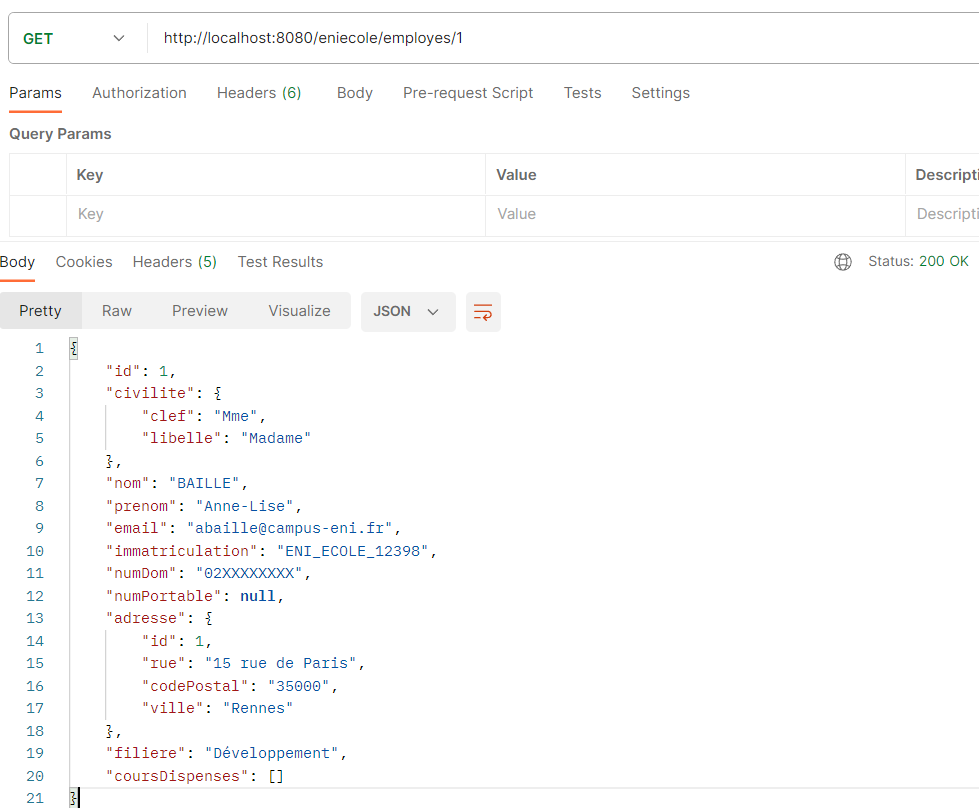 GET http://localhost:8080/eniecole/employes/1
Params Authorization Headers (6) Body Pre-request Script Tests Settings
Query Params
Key Value Descripti
Key Value Descripti
Body Cookies Headers (5) Test Results Status: 200 OK
Pretty Raw Preview Visualize JSON
1 {
2 "id": 1,
3 "civilite": {
4 "clef": "Mme",
5 "libelle": "Madame"
6 },
7 "nom": "BAILLE",
8 "prenom": "Anne-Lise",
9 "email": "abaille@campus-eni.fr",
10 "immatriculation": "ENI_ECOLE_12398",
11 "numDom": "02XXXXXXXX",
12 "numPortable": null,
13 "adresse": {
14 "id": 1,
15 "rue": "15 rue de Paris",
16 "codePostal": "35000",
17 "ville": "Rennes"
18 },
19 "filiere": "Développement",
20 "coursDispenses": []
21 }